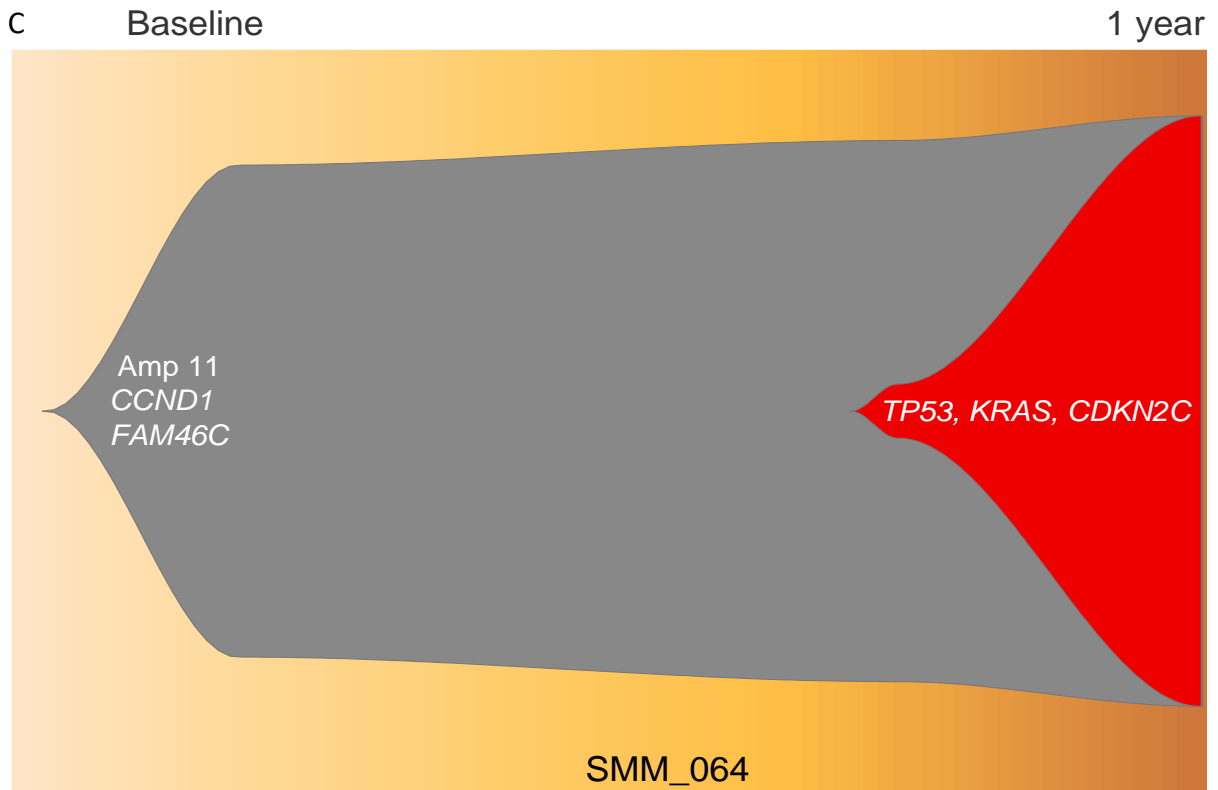 C
Baseline
1 year
Amp 11
CCND1
FAM46C
TP53, KRAS, CDKN2C
SMM_064